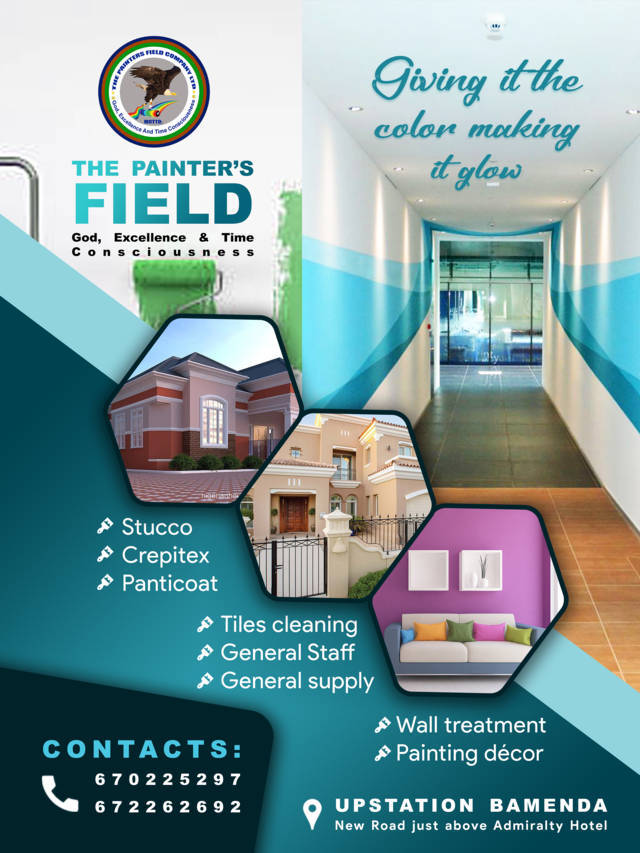 THE PAINTERS FIELD COMPANY LTD
MOTTO
God, Excellence And Time Consciousness
THE PAINTER'S
FIELD
God, Excellence & Time
Consciousness
Giving it the
color making
it glow
Stucco
Crepitex
Panticoat
Tiles cleaning
General Staff
General supply
Wall treatment
Painting décor
CONTACTS:
670225297
672262692
UPSTATION BAMENDA
New Road just above Admiralty Hotel